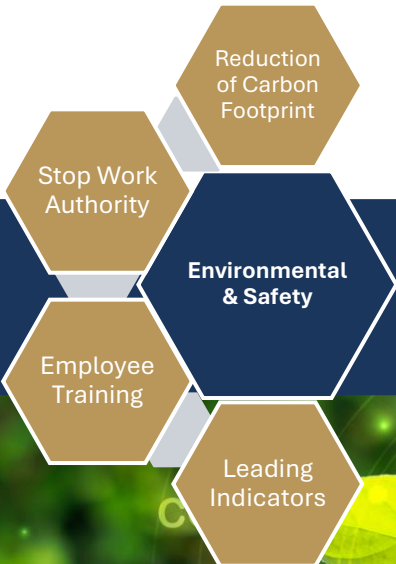 Reduction
of Carbon
Footprint
Stop Work
Authority
Environmental
& Safety
Employee
Training
Leading
Indicators